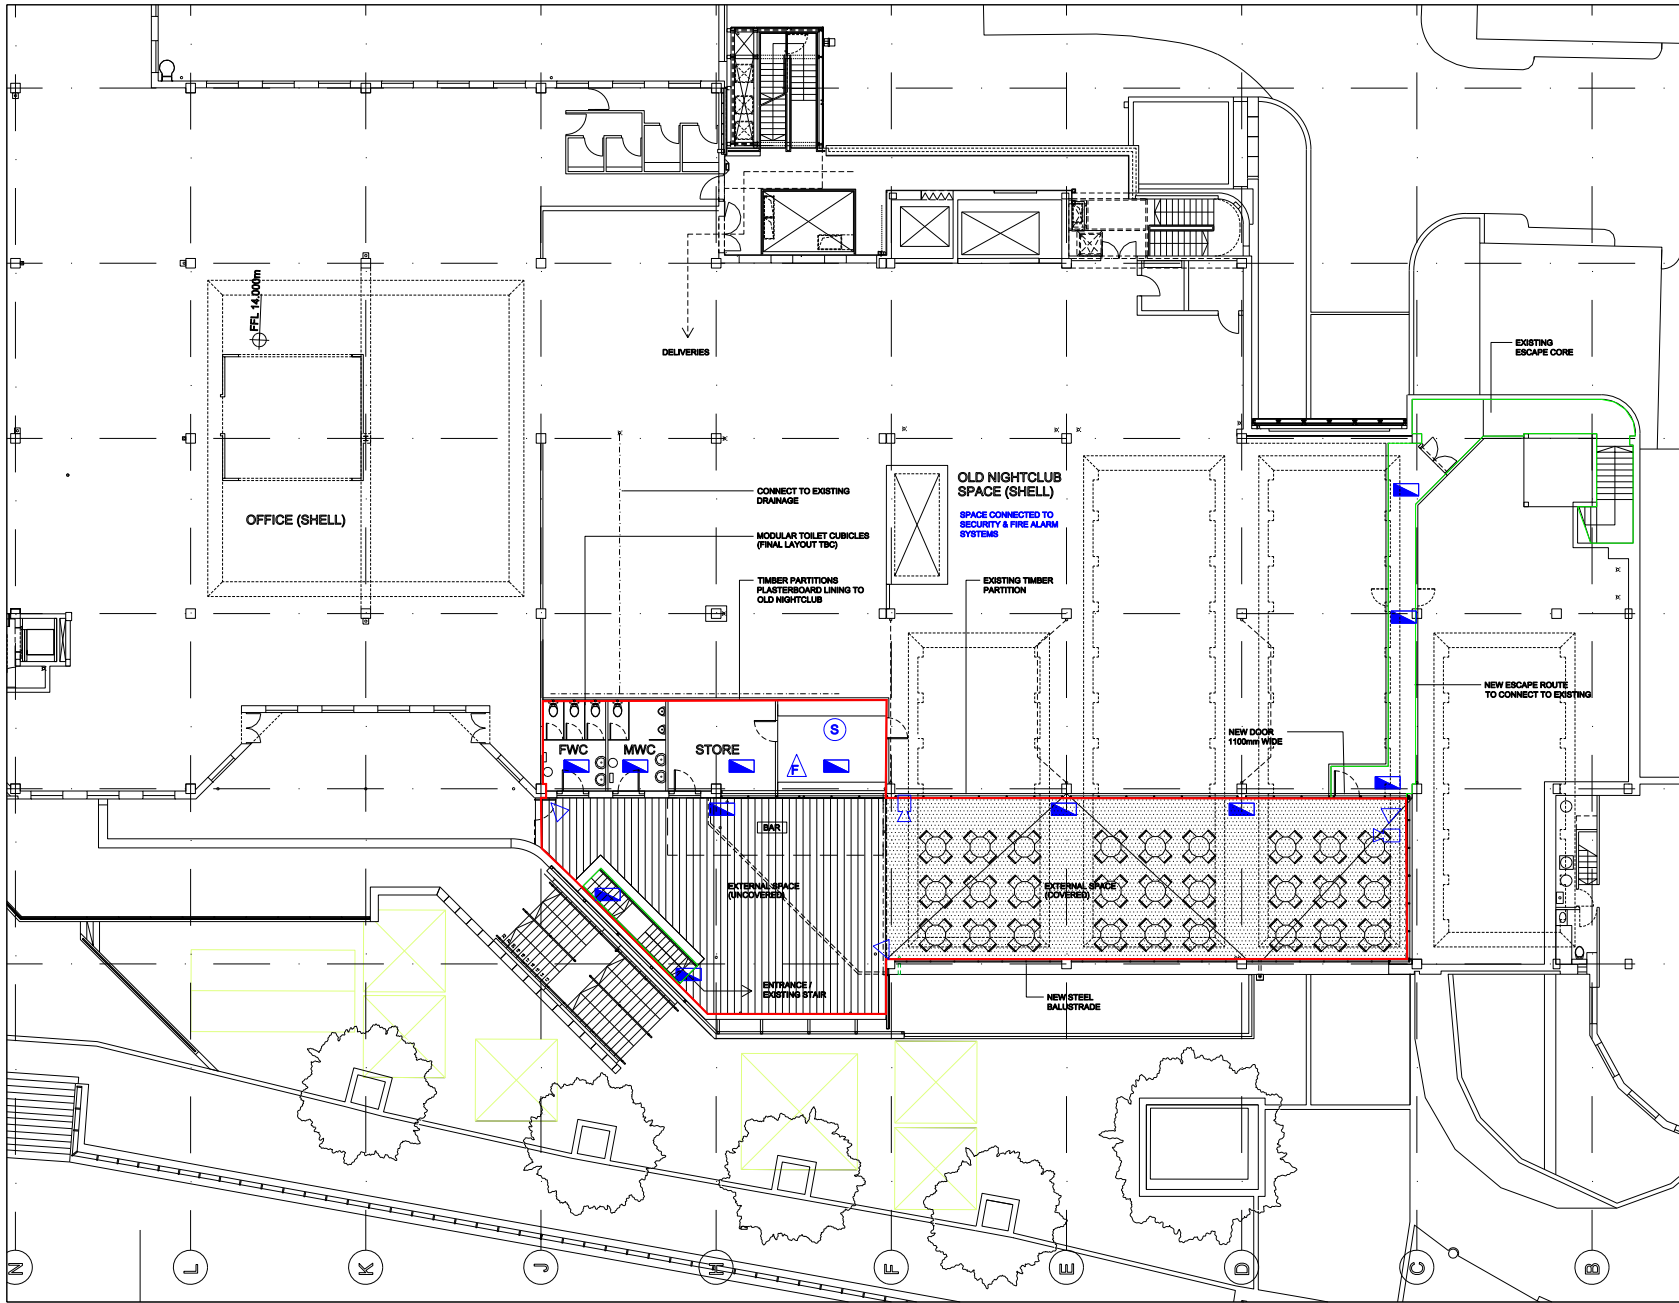 FFL 14.000m
DELIVERIES
EXISTING
ESCAPE CORE
OFFICE (SHELL)
CONNECT TO EXISTING
DRAINAGE
MODULAR TOILET CUBICLES
(FINAL LAYOUT TBC)
TIMBER PARTITIONS
PLASTERBOARD LINING TO
OLD NIGHTCLUB
OLD NIGHTCLUB
SPACE (SHELL)
SPACE CONNECTED TO
SECURITY & FIRE ALARM
SYSTEMS
EXISTING TIMBER
PARTITION
NEW ESCAPE ROUTE
TO CONNECT TO EXISTING
NEW DOOR
1100mm WIDE
FWC
MWC
STORE
S
F
BAR
EXTERNAL SPACE
(UNCOVERED)
EXTERNAL SPACE
(COVERED)
ENTRANCE /
EXISTING STAIR
NEW STEEL
BALUSTRADE
N
L
K
J
H
F
E
D
C
B